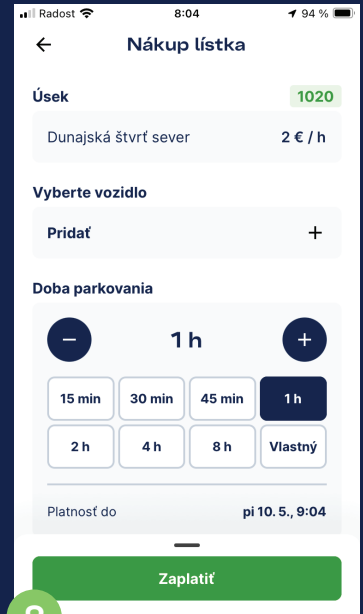 Radost 8:04 94 %
Nákup lístka
Úsek 1020
Dunajská štvrť sever 2 € / h
Vyberte vozidlo
Pridať +
Doba parkovania
− 1 h +
15 min 30 min 45 min 1 h
2 h 4 h 8 h Vlastný
Platnosť do pi 10. 5., 9:04
Zaplatiť